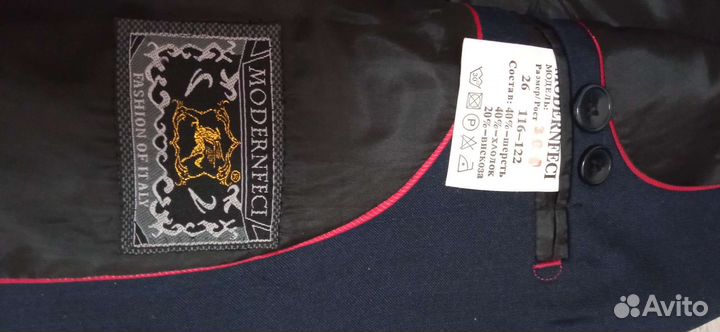 MODERNFECI
®
FASHION OF ITALY
MODERNFECI
МОДЕЛЬ:
Размер/Рост
26 116-122
Состав: 40%-шерсть
40%-хлопок
20%-вискоза
P
Avito